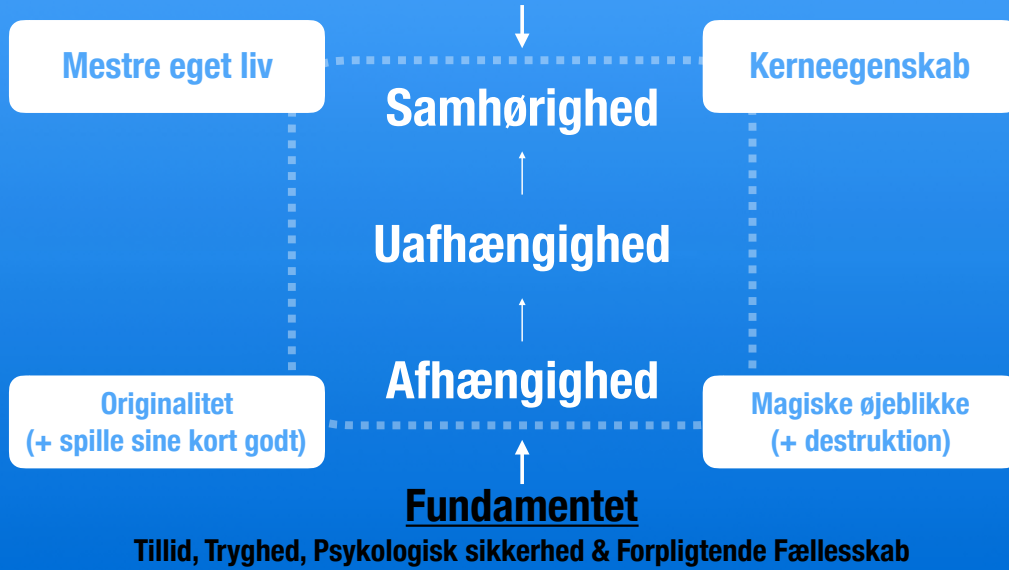 Mestre eget liv
Kerneegenskab
Samhørighed
Uafhængighed
Afhængighed
Originalitet
(+ spille sine kort godt)
Magiske øjeblikke
(+ destruktion)
Fundamentet
Tillid, Tryghed, Psykologisk sikkerhed & Forpligtende Fællesskab